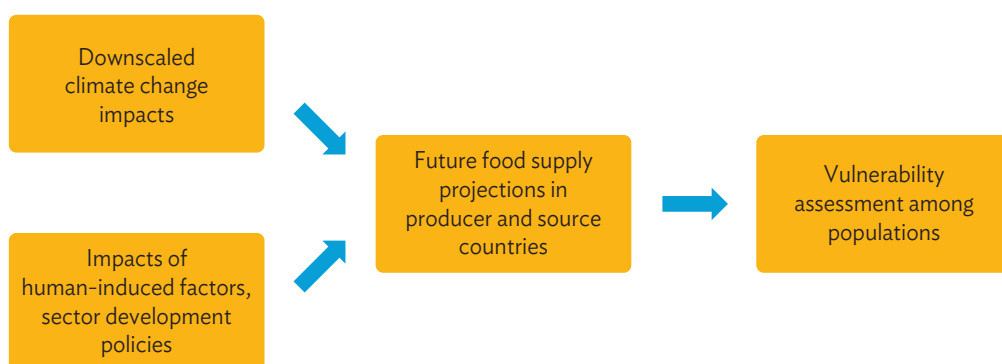 Downscaled
climate change
impacts
Impacts of
human-induced factors,
sector development
policies
Future food supply
projections in
producer and source
countries
Vulnerability
assessment among
populations